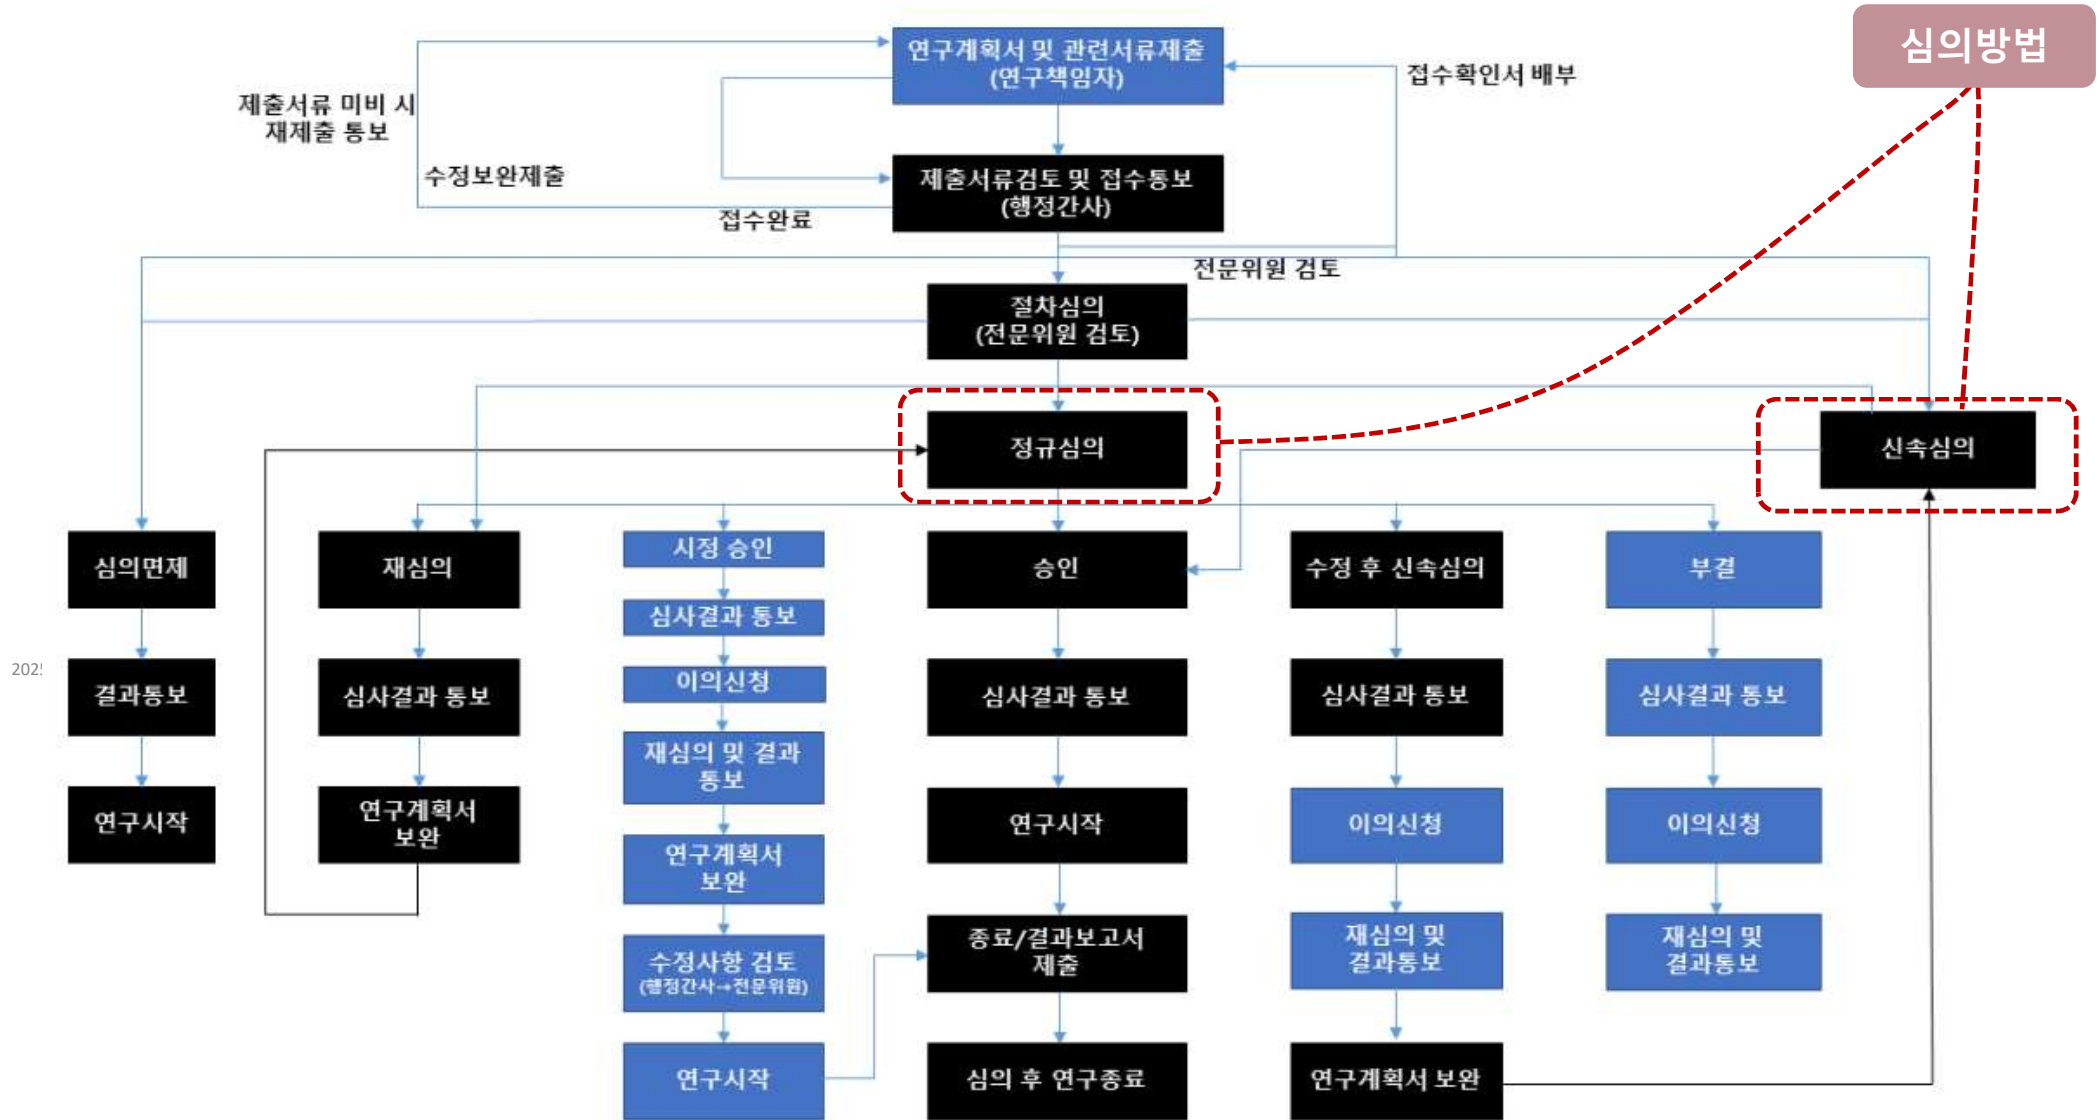 심의방법
연구계획서 및 관련서류제출
(연구책임자)
접수확인서 배부
제출서류 미비 시
재제출 통보
수정보완제출
제출서류검토 및 접수통보
(행정간사)
접수완료
전문위원 검토
절차심의
(전문위원 검토)
정규심의
신속심의
심의면제
결과통보
연구시작
재심의
심사결과 통보
연구계획서
보완
시정 승인
심사결과 통보
이의신청
재심의 및 결과
통보
연구계획서
보완
수정사항 검토
(행정간사→전문위원)
연구시작
승인
심사결과 통보
연구시작
종료/결과보고서
제출
심의 후 연구종료
수정 후 신속심의
심사결과 통보
이의신청
재심의 및
결과통보
연구계획서 보완
부결
심사결과 통보
이의신청
재심의 및
결과통보